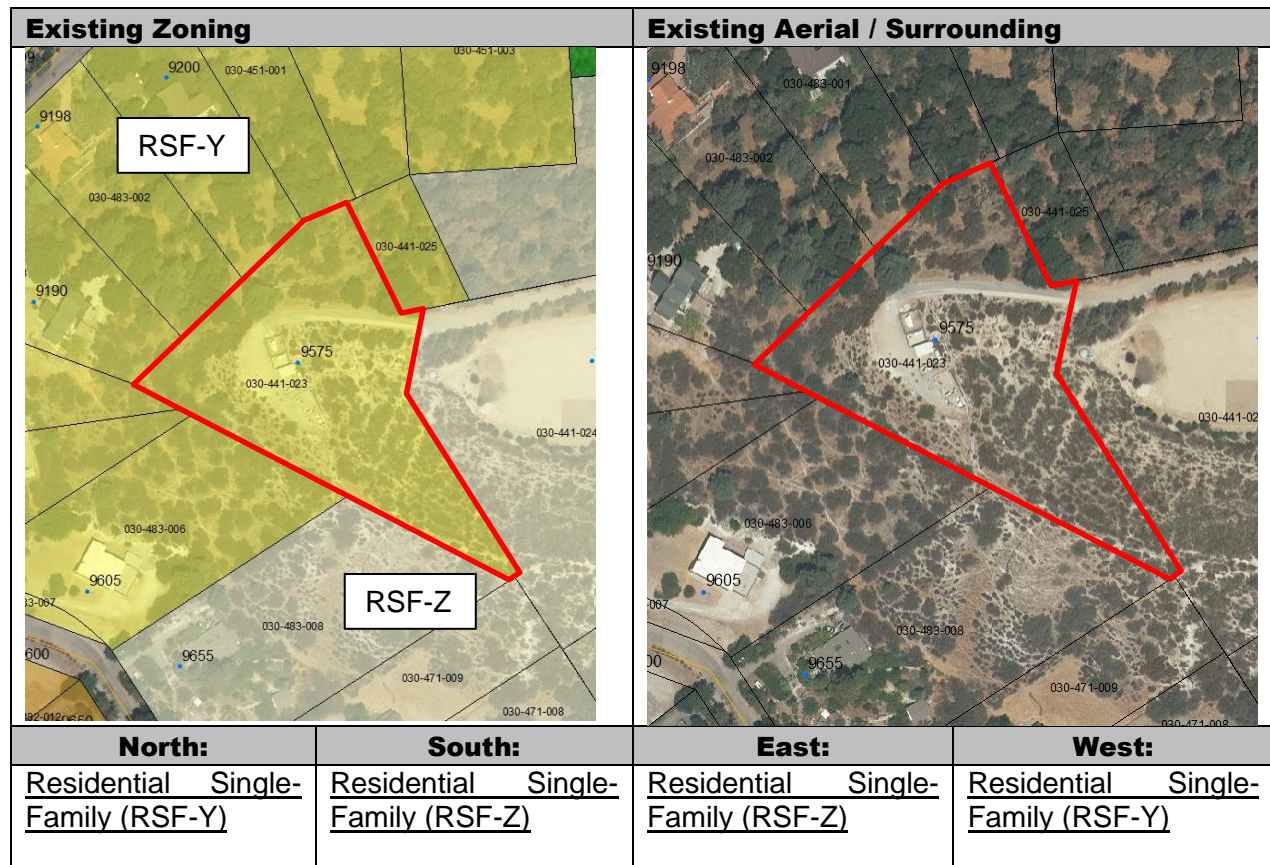 Existing Zoning
Existing Aerial / Surrounding
030-451-003
9200
030-451-001
9198
RSF-Y
030-483-002
030-441-025
9190
9575
030-441-023
030-441-024
030-483-006
9605
RSF-Z
030-483-008
9655
030-471-009
030-471-008
9198
030-483-001
030-483-002
030-441-025
9190
9575
030-441-023
030-441-02
030-483-006
9605
030-483-008
9655
030-471-009
030-471-008
North:
South:
East:
West:
Residential Single-
Family (RSF-Y)
Residential Single-
Family (RSF-Z)
Residential Single-
Family (RSF-Z)
Residential Single-
Family (RSF-Y)